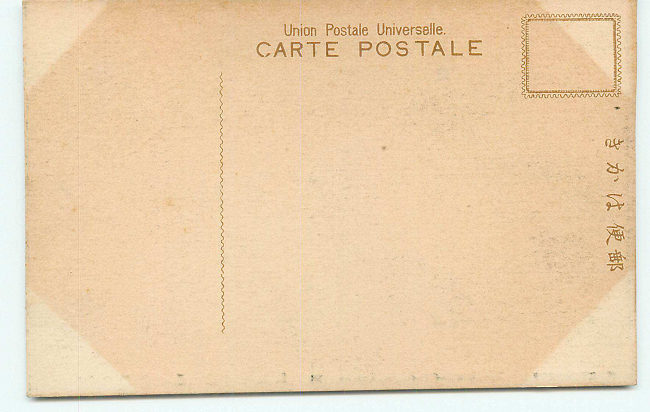 Union Postale Universelle.
CARTE POSTALE
郵便はかき